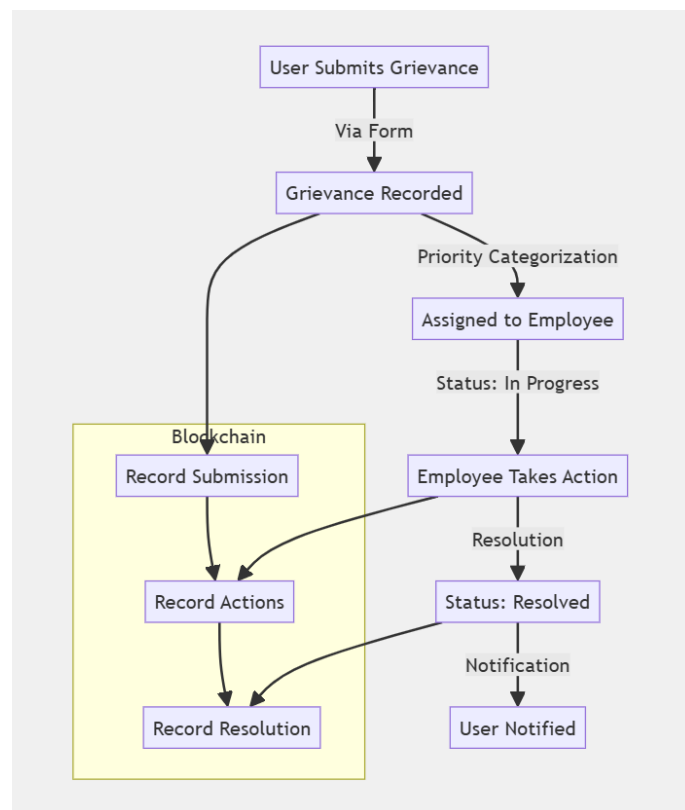 User Submits Grievance
Via Form
Grievance Recorded
Priority Categorization
Assigned to Employee
Status: In Progress
Blockchain
Record Submission
Employee Takes Action
Resolution
Record Actions
Status: Resolved
Notification
Record Resolution
User Notified